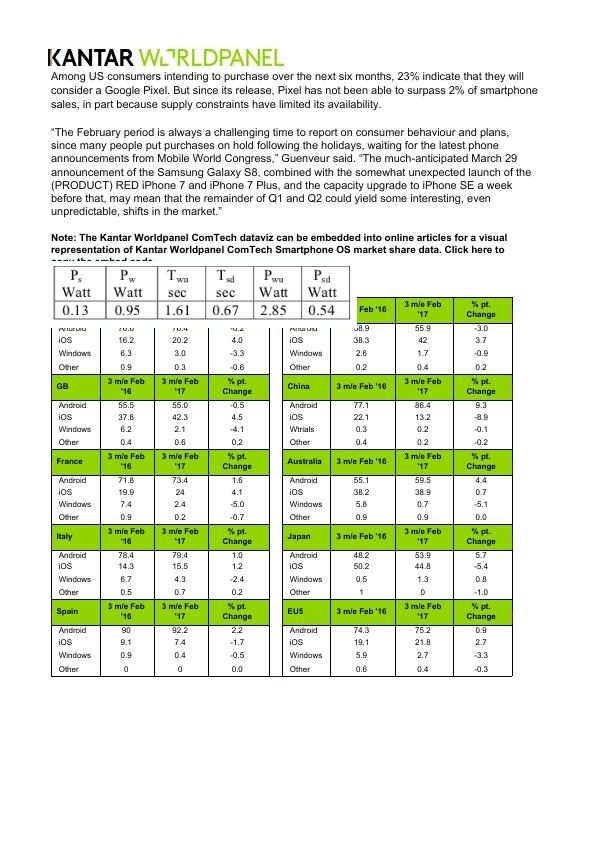 KANTAR WORLDPANEL
Among US consumers intending to purchase over the next six months, 23% indicate that they will
consider a Google Pixel. But since its release, Pixel has not been able to surpass 2% of smartphone
sales, in part because supply constraints have limited its availability.
“The February period is always a challenging time to report on consumer behaviour and plans,
since many people put purchases on hold following the holidays, waiting for the latest phone
announcements from Mobile World Congress,” Guenveur said. “The much-anticipated March 29
announcement of the Samsung Galaxy S8, combined with the somewhat unexpected launch of the
(PRODUCT) RED iPhone 7 and iPhone 7 Plus, and the capacity upgrade to iPhone SE a week
before that, may mean that the remainder of Q1 and Q2 could yield some interesting, even
unpredictable, shifts in the market.”
Note: The Kantar Worldpanel ComTech dataviz can be embedded into online articles for a visual
representation of Kantar Worldpanel ComTech Smartphone OS market share data. Click here to
Ps Pw Twu Tsd Pwu Psd
Watt Watt sec sec Watt Watt
0.13 0.95 1.61 0.67 2.85 0.54
Feb '16 3 m/e Feb '17 % pt. Change
Android 76.6 76.4 -0.2 55.9 -3.0
iOS 16.2 20.2 4.0 iOS 38.3 42 3.7
Windows 6.3 3.0 -3.3 Windows 2.6 1.7 -0.9
Other 0.9 0.3 -0.6 Other 0.2 0.4 0.2
GB 3 m/e Feb '16 3 m/e Feb '17 % pt. Change China 3 m/e Feb '16 3 m/e Feb '17 % pt. Change
Android 55.5 55.0 -0.5 Android 77.1 86.4 9.3
iOS 37.8 42.3 4.5 iOS 22.1 13.2 -8.9
Windows 6.2 2.1 -4.1 Wtrials 0.3 0.2 -0.1
Other 0.4 0.6 0.2 Other 0.4 0.2 -0.2
France 3 m/e Feb '16 3 m/e Feb '17 % pt. Change Australia 3 m/e Feb '16 3 m/e Feb '17 % pt. Change
Android 71.8 73.4 1.6 Android 55.1 59.5 4.4
iOS 19.9 24 4.1 iOS 38.2 38.9 0.7
Windows 7.4 2.4 -5.0 Windows 5.8 0.7 -5.1
Other 0.9 0.2 -0.7 Other 0.9 0.9 0.0
Italy 3 m/e Feb '16 3 m/e Feb '17 % pt. Change Japan 3 m/e Feb '16 3 m/e Feb '17 % pt. Change
Android 78.4 79.4 1.0 Android 48.2 53.9 5.7
iOS 14.3 15.5 1.2 iOS 50.2 44.8 -5.4
Windows 6.7 4.3 -2.4 Windows 0.5 1.3 0.8
Other 0.5 0.7 0.2 Other 1 0 -1.0
Spain 3 m/e Feb '16 3 m/e Feb '17 % pt. Change EU5 3 m/e Feb '16 3 m/e Feb '17 % pt. Change
Android 90 92.2 2.2 Android 74.3 75.2 0.9
iOS 9.1 7.4 -1.7 iOS 19.1 21.8 2.7
Windows 0.9 0.4 -0.5 Windows 5.9 2.7 -3.3
Other 0 0 0.0 Other 0.6 0.4 -0.3